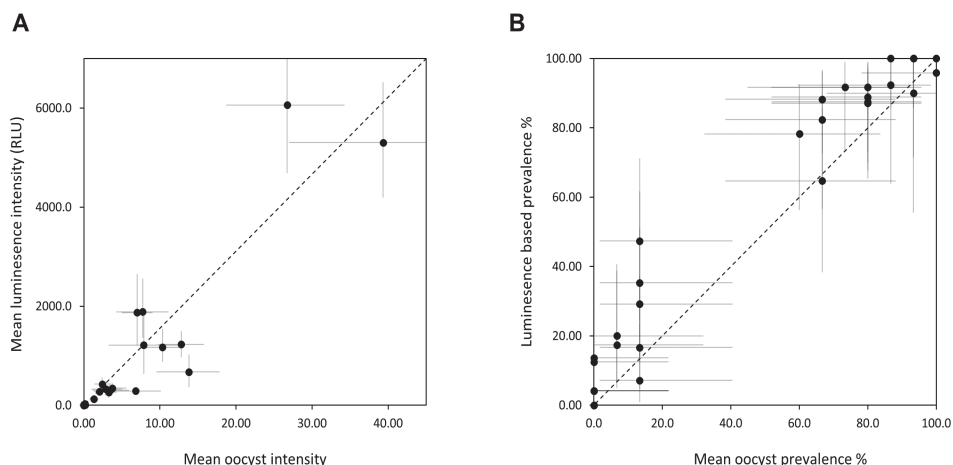 A
B
Mean luminesence intensity (RLU)
6000.0
4000.0
2000.0
0.0
0.00 10.00 20.00 30.00 40.00
Mean oocyst intensity
Luminesence based prevalence %
100.00
80.00
60.00
40.00
20.00
0.00
0.0 20.0 40.0 60.0 80.0 100.0
Mean oocyst prevalence %